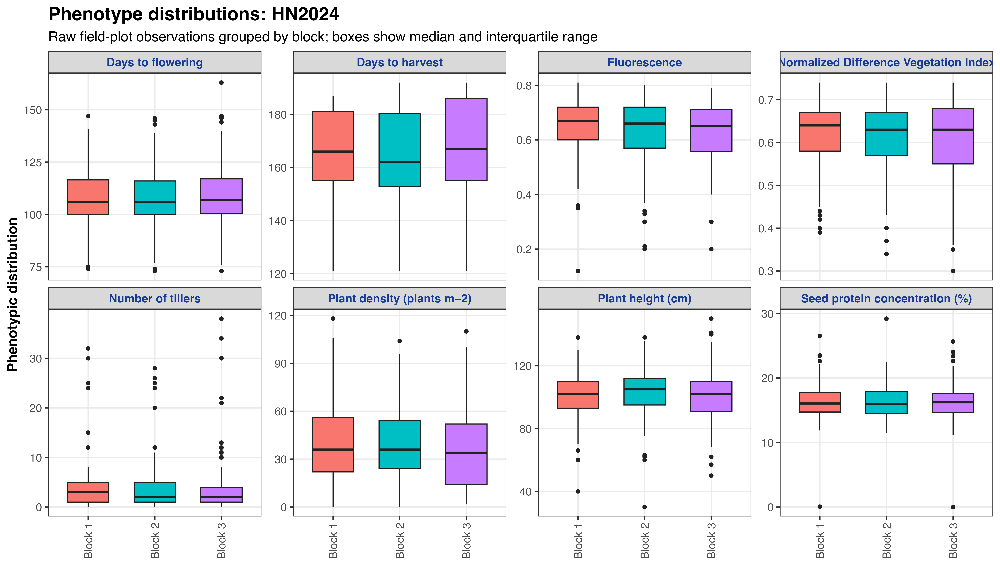 Phenotype distributions: HN2024
Raw field-plot observations grouped by block; boxes show median and interquartile range
Phenotypic distribution
Days to flowering
150
125
100
75
Days to harvest
180
160
140
120
Fluorescence
0.8
0.6
0.4
0.2
Normalized Difference Vegetation Index
0.7
0.6
0.5
0.4
0.3
Number of tillers
30
20
10
0
Block 1
Block 2
Block 3
Plant density (plants m−2)
120
90
60
30
0
Block 1
Block 2
Block 3
Plant height (cm)
120
80
40
Block 1
Block 2
Block 3
Seed protein concentration (%)
30
20
10
0
Block 1
Block 2
Block 3